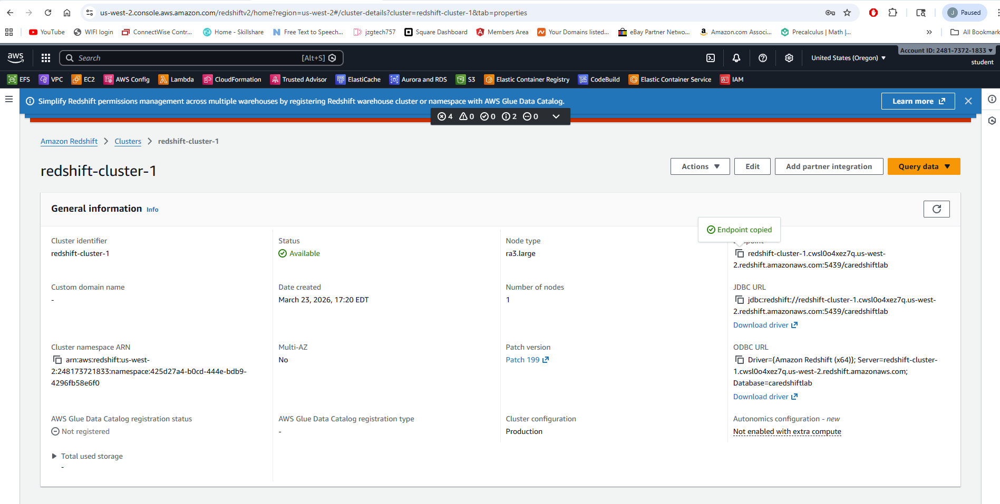 us-west-2.console.aws.amazon.com/redshiftv2/home?region=us-west-2#/cluster-details?cluster=redshift-cluster-1&tab=properties
J Paused
YouTube WIFI login ConnectWise Contr... Home - Skillshare Free Text to Speech... jzgtech757 Square Dashboard Members Area Your Domains listed... eBay Partner Netwo... Amazon.com Associ... Precalculus | Math |... » All Bookmark
aws Search [Alt+S] United States (Oregon) ▼ Account ID: 2481-7372-1833 ▼
student
EFS VPC EC2 AWS Config Lambda CloudFormation Trusted Advisor ElastiCache Aurora and RDS S3 Elastic Container Registry CodeBuild Elastic Container Service IAM
Simplify Redshift permissions management across multiple warehouses by registering Redshift warehouse cluster or namespace with AWS Glue Data Catalog. Learn more
4 0 0 2 0
Amazon Redshift > Clusters > redshift-cluster-1
redshift-cluster-1
Actions ▼ Edit Add partner integration Query data ▼
General information Info
Endpoint copied
Cluster identifier
redshift-cluster-1
Status
Available
Node type
ra3.large
redshift-cluster-1.cwsl0o4xez7q.us-west-
2.redshift.amazonaws.com:5439/caredshiftlab
Custom domain name
-
Date created
March 23, 2026, 17:20 EDT
Number of nodes
1
JDBC URL
jdbc:redshift://redshift-cluster-1.cwsl0o4xez7q.us-west-
2.redshift.amazonaws.com:5439/caredshiftlab
Download driver
Cluster namespace ARN
arn:aws:redshift:us-west-
2:248173721833:namespace:425d27a4-b0cd-444e-bdb9-
4296fb58e6f0
Multi-AZ
No
Patch version
Patch 199
ODBC URL
Driver={Amazon Redshift (x64)}; Server=redshift-cluster-
1.cwsl0o4xez7q.us-west-2.redshift.amazonaws.com;
Database=caredshiftlab
Download driver
AWS Glue Data Catalog registration status
Not registered
AWS Glue Data Catalog registration type
-
Cluster configuration
Production
Autonomics configuration - new
Not enabled with extra compute
Total used storage
-